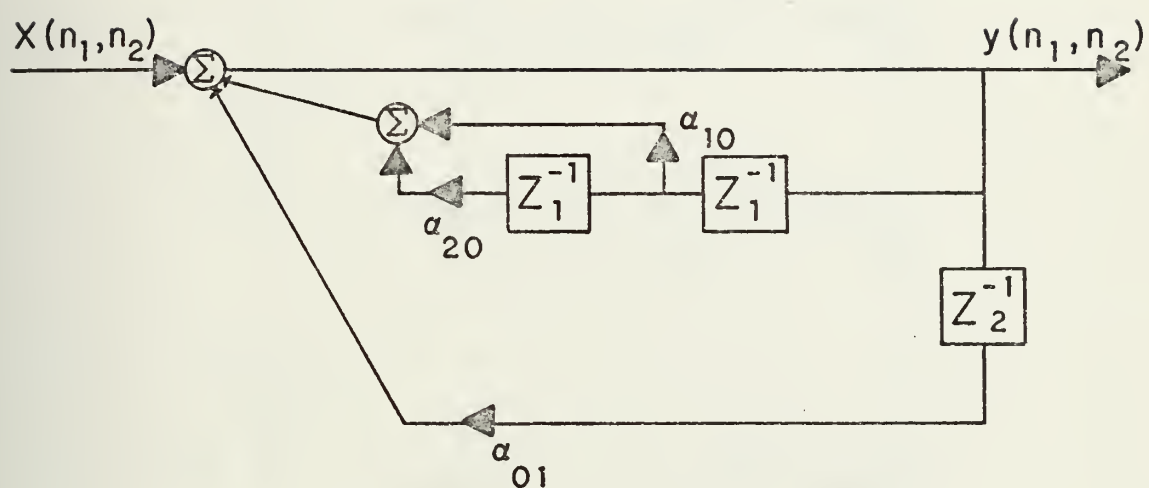 X(n₁,n₂)
y(n₁,n₂)
Σ
Σ
α₁₀
Z₁⁻¹
Z₁⁻¹
α₂₀
Z₂⁻¹
α₀₁